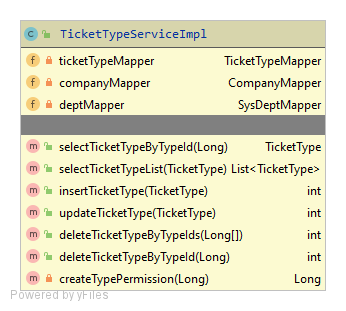 C TicketTypeServiceImpl
f ticketTypeMapper TicketTypeMapper
f companyMapper CompanyMapper
f deptMapper SysDeptMapper
m selectTicketTypeByTypeId(Long) TicketType
m selectTicketTypeList(TicketType) List<TicketType>
m insertTicketType(TicketType) int
m updateTicketType(TicketType) int
m deleteTicketTypeByTypeIds(Long[]) int
m deleteTicketTypeByTypeId(Long) int
m createTypePermission(Long) Long
Powered by yFiles